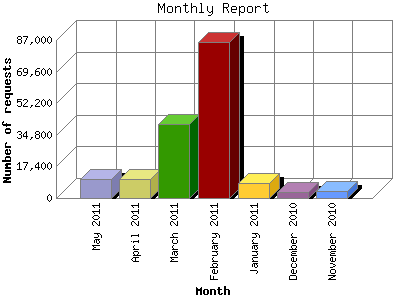 Monthly Report
Number of requests
87,000
69,600
52,200
34,800
17,400
0
May 2011
April 2011
March 2011
February 2011
January 2011
December 2010
November 2010
Month